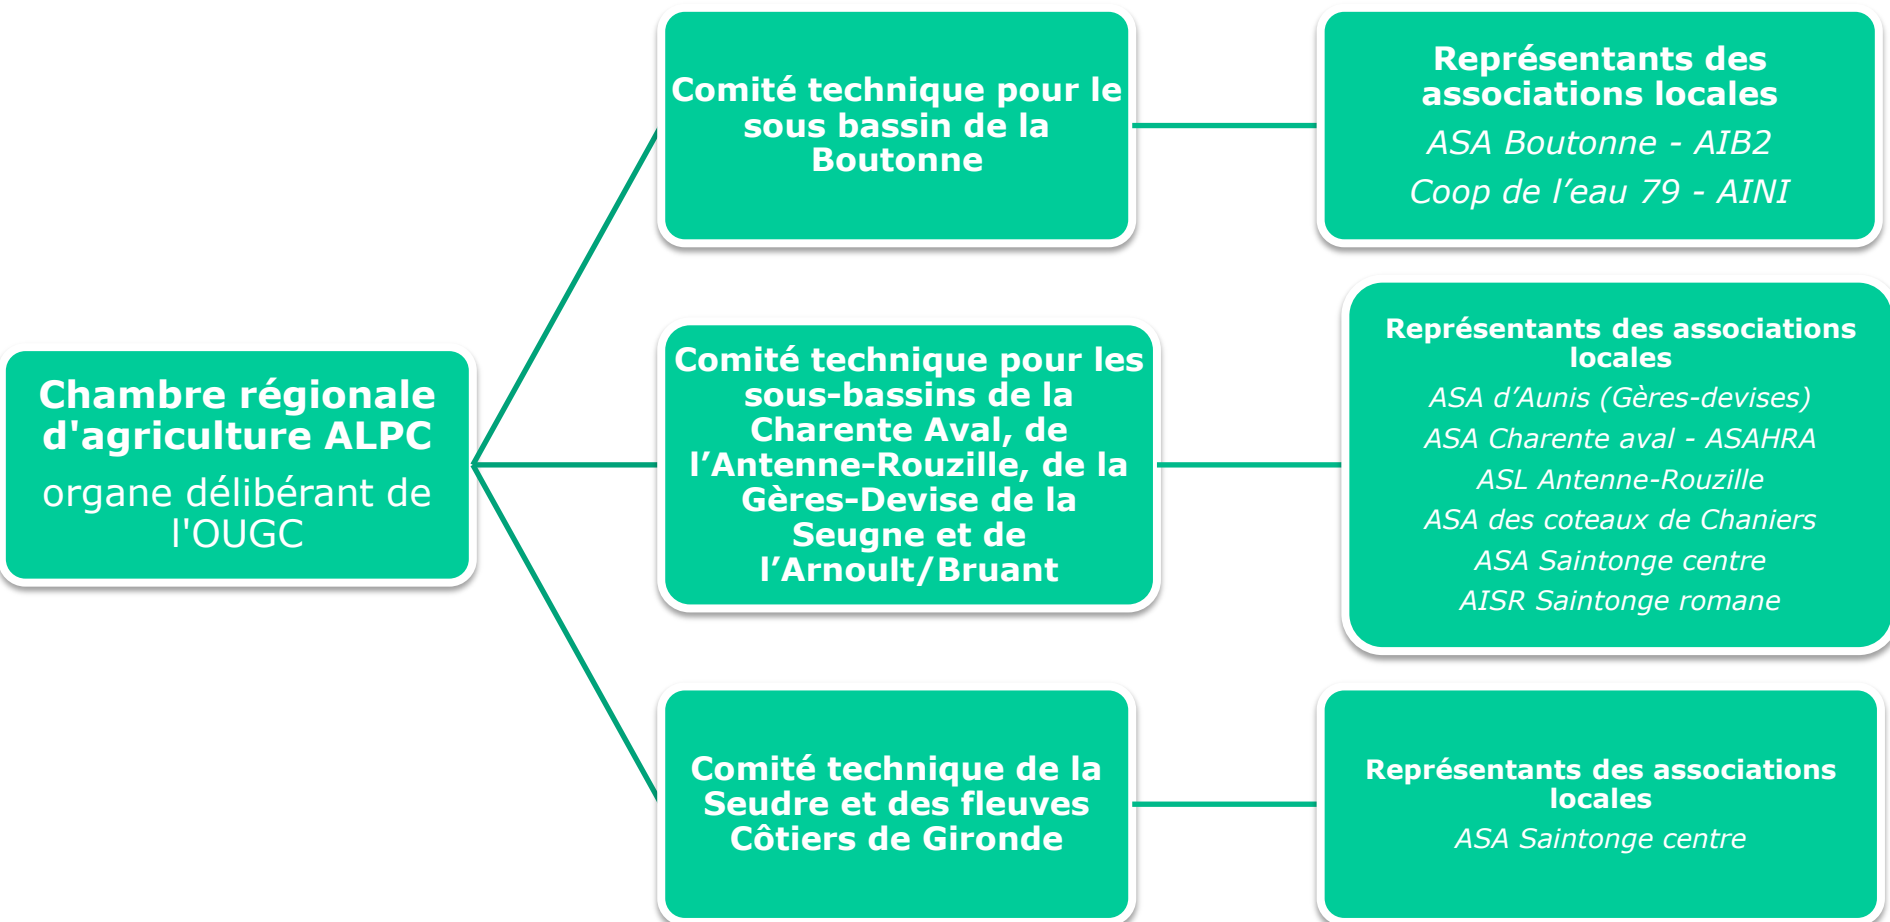 Chambre régionale
d'agriculture ALPC
organe délibérant de
l'OUGC
Comité technique pour le
sous bassin de la
Boutonne
Représentants des
associations locales
ASA Boutonne - AIB2
Coop de l’eau 79 - AINI
Comité technique pour les
sous-bassins de la
Charente Aval, de
l’Antenne-Rouzille, de la
Gères-Devise de la
Seugne et de
l’Arnoult/Bruant
Représentants des associations
locales
ASA d’Aunis (Gères-devises)
ASA Charente aval - ASAHRA
ASL Antenne-Rouzille
ASA des coteaux de Chaniers
ASA Saintonge centre
AISR Saintonge romane
Comité technique de la
Seudre et des fleuves
Côtiers de Gironde
Représentants des associations
locales
ASA Saintonge centre